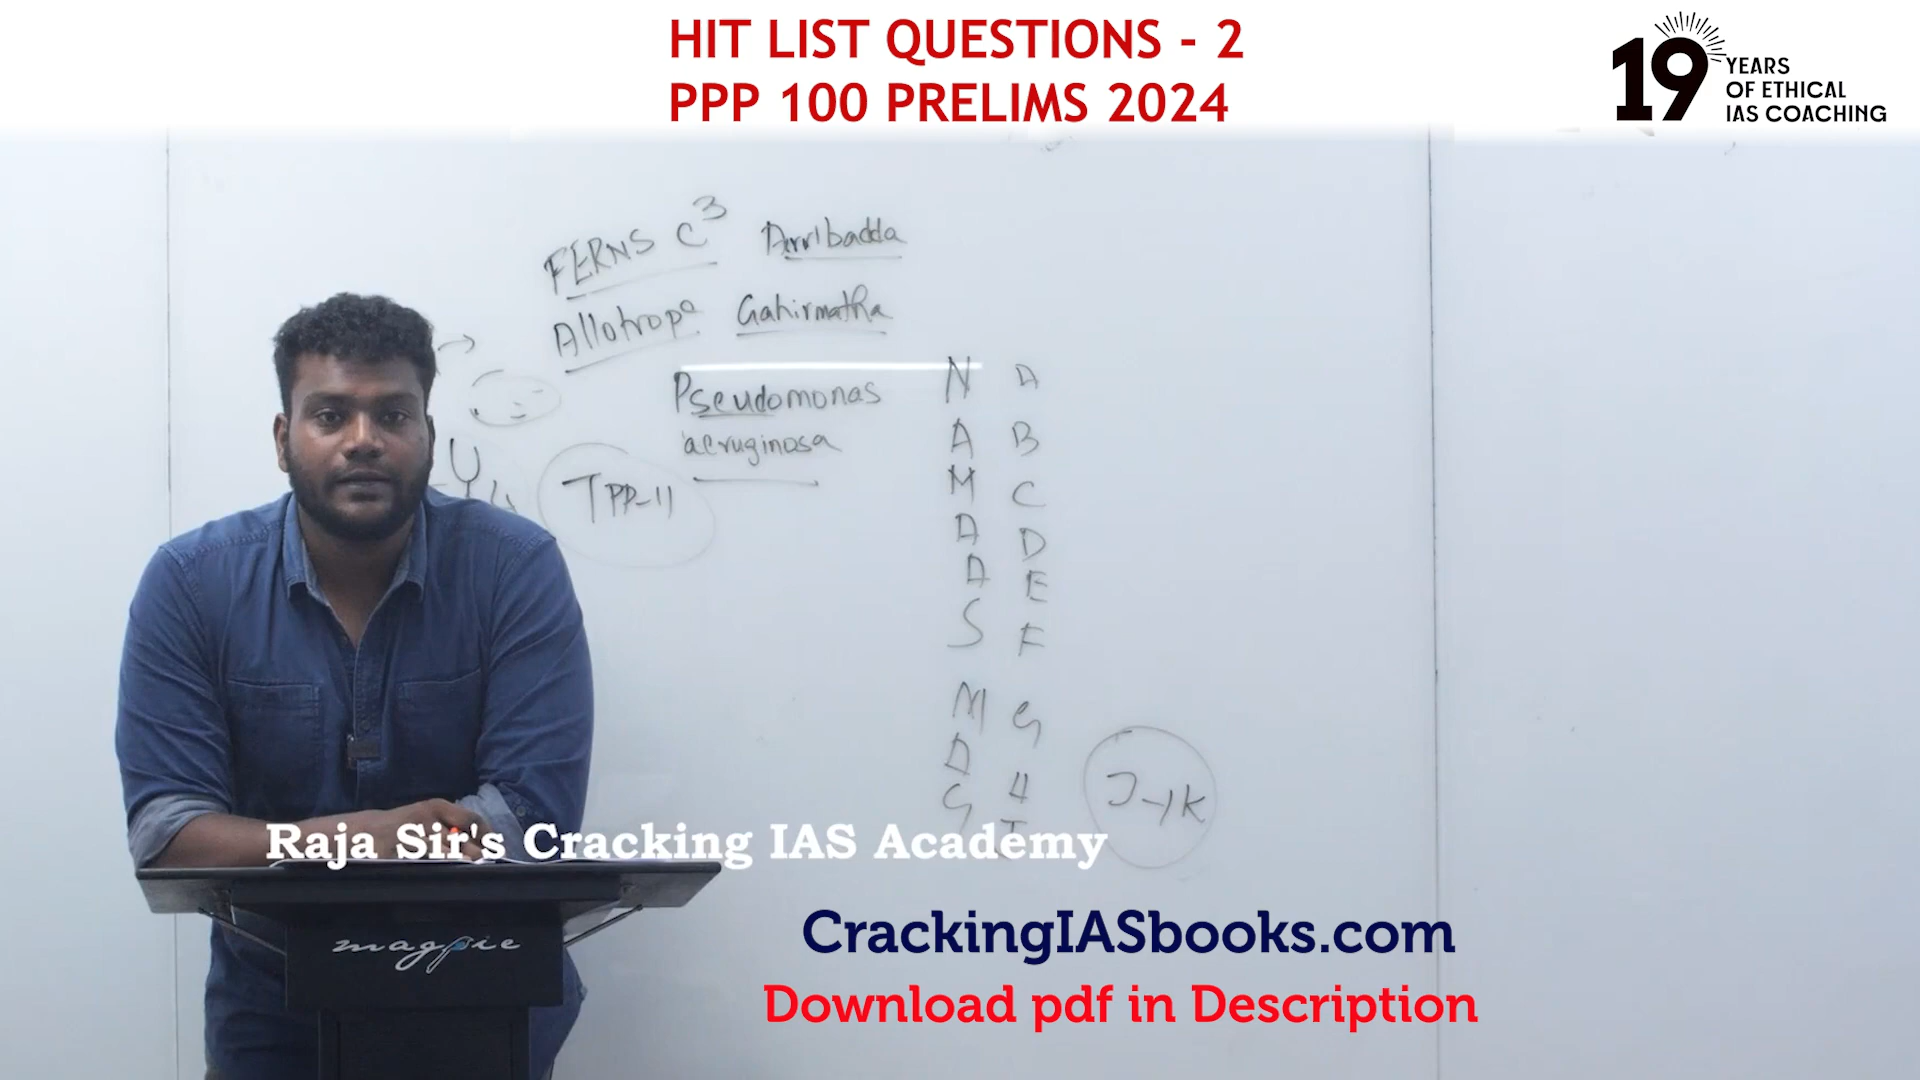 HIT LIST QUESTIONS - 2
PPP 100 PRELIMS 2024
19 YEARS
OF ETHICAL
IAS COACHING
FERNS C3 Arribadda
Allotrope Gahirmatha
Pseudomonas
aeruginosa
TPP-11
N A
A B
M C
A D
A E
S F
M G
A H
G I
J-1K
Raja Sir's Cracking IAS Academy
magpie
CrackingIASbooks.com
Download pdf in Description